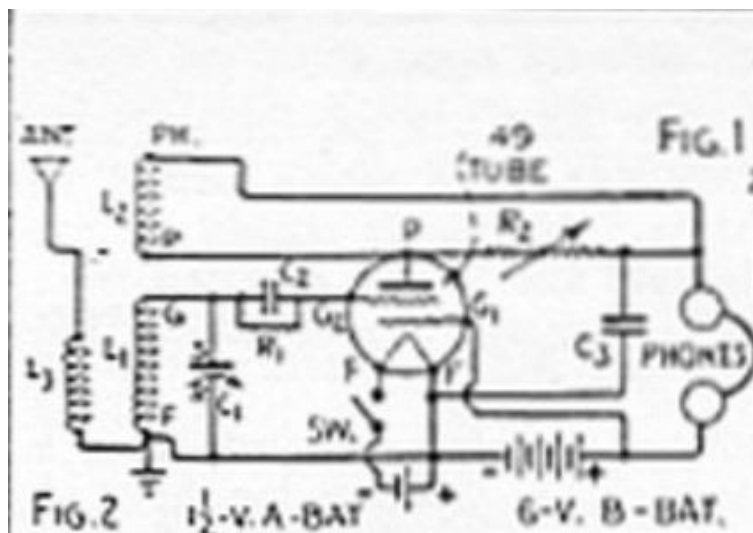 ANT.
PH.
49
TUBE
FIG. 1
L2
P
P
R2
C2
G
G2
G1
R1
L1
L3
C1
F
F
F
C3
PHONES
SW.
-
+
-
+
FIG. 2
1½-V. A-BAT
6-V. B-BAT.